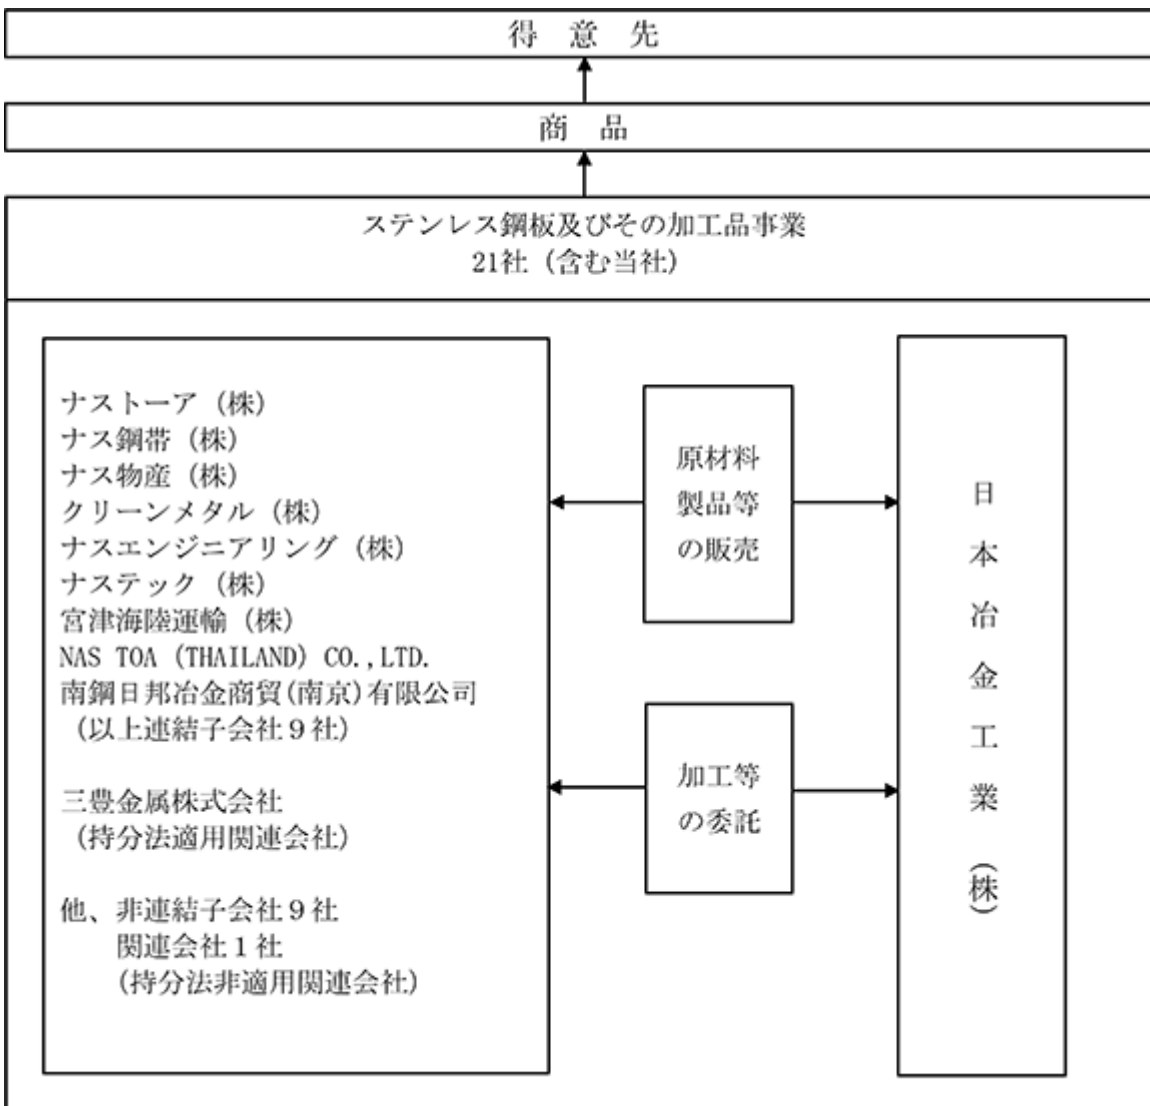 得 意 先
商 品
ステンレス鋼板及びその加工品事業
21社（含む当社）
ナストーア（株）
ナス鋼帯（株）
ナス物産（株）
クリーンメタル（株）
ナスエンジニアリング（株）
ナステック（株）
宮津海陸運輸（株）
NAS TOA (THAILAND) CO.,LTD.
南鋼日邦冶金商貿(南京)有限公司
（以上連結子会社９社）
三豊金属株式会社
（持分法適用関連会社）
他、非連結子会社９社
関連会社１社
（持分法非適用関連会社）
原材料
製品等
の販売
加工等
の委託
日本冶金工業（株）